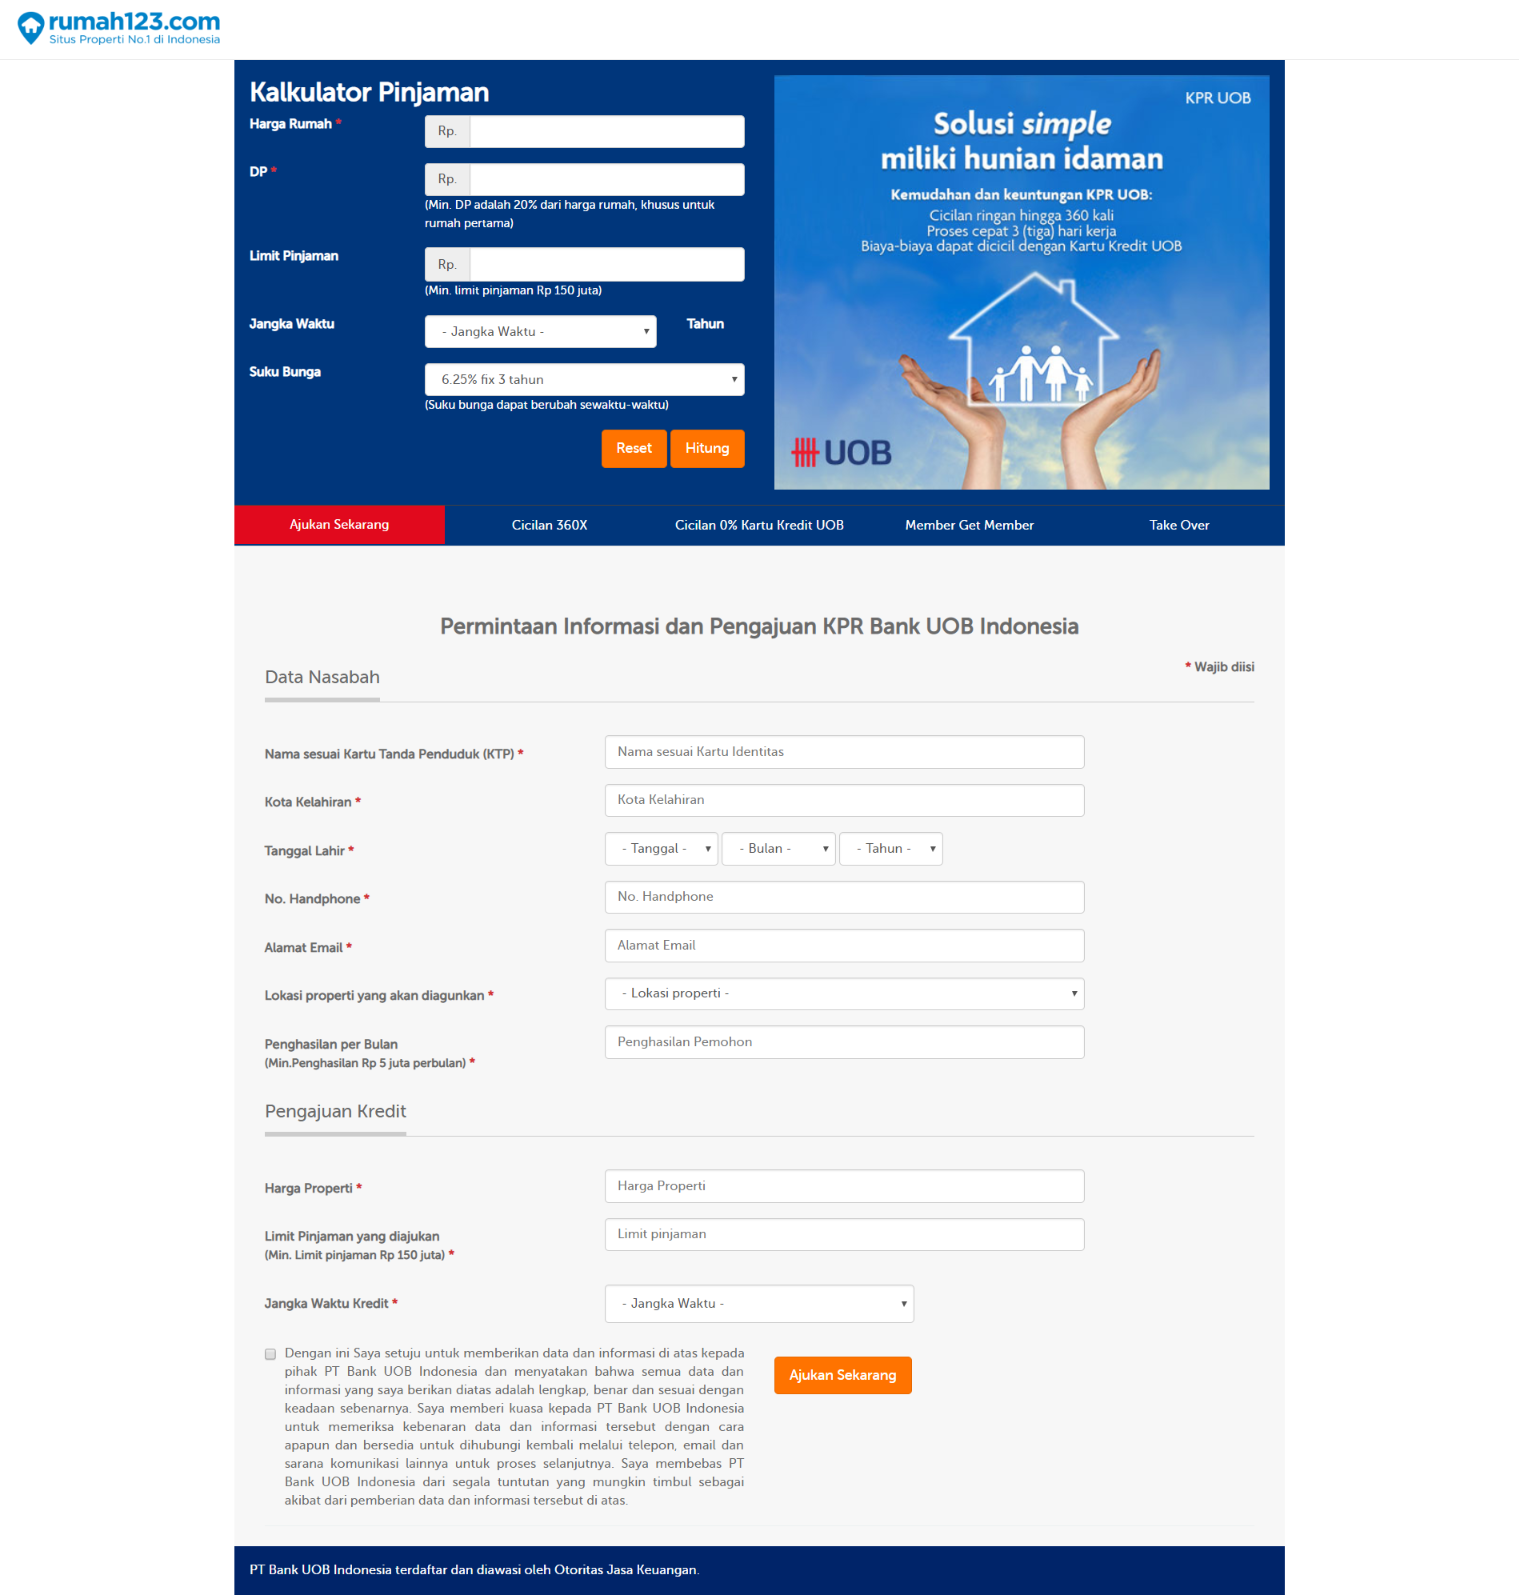 rumah123.com
Situs Properti No.1 di Indonesia
Kalkulator Pinjaman
Harga Rumah *
Rp.
DP *
Rp.
(Min. DP adalah 20% dari harga rumah, khusus untuk
rumah pertama)
Limit Pinjaman
Rp.
(Min. limit pinjaman Rp 150 juta)
Jangka Waktu
- Jangka Waktu -
Tahun
Suku Bunga
6.25% fix 3 tahun
(Suku bunga dapat berubah sewaktu-waktu)
Reset
Hitung
KPR UOB
Solusi simple
miliki hunian idaman
Kemudahan dan keuntungan KPR UOB:
Cicilan ringan hingga 360 kali
Proses cepat 3 (tiga) hari kerja
Biaya-biaya dapat dicicil dengan Kartu Kredit UOB
UOB
Ajukan Sekarang
Cicilan 360X
Cicilan 0% Kartu Kredit UOB
Member Get Member
Take Over
Permintaan Informasi dan Pengajuan KPR Bank UOB Indonesia
* Wajib diisi
Data Nasabah
Nama sesuai Kartu Tanda Penduduk (KTP) *
Nama sesuai Kartu Identitas
Kota Kelahiran *
Kota Kelahiran
Tanggal Lahir *
- Tanggal -
- Bulan -
- Tahun -
No. Handphone *
No. Handphone
Alamat Email *
Alamat Email
Lokasi properti yang akan diagunkan *
- Lokasi properti -
Penghasilan per Bulan
(Min.Penghasilan Rp 5 juta perbulan) *
Penghasilan Pemohon
Pengajuan Kredit
Harga Properti *
Harga Properti
Limit Pinjaman yang diajukan
(Min. Limit pinjaman Rp 150 juta) *
Limit pinjaman
Jangka Waktu Kredit *
- Jangka Waktu -
Dengan ini Saya setuju untuk memberikan data dan informasi di atas kepada
pihak PT Bank UOB Indonesia dan menyatakan bahwa semua data dan
informasi yang saya berikan diatas adalah lengkap, benar dan sesuai dengan
keadaan sebenarnya. Saya memberi kuasa kepada PT Bank UOB Indonesia
untuk memeriksa kebenaran data dan informasi tersebut dengan cara
apapun dan bersedia untuk dihubungi kembali melalui telepon, email dan
sarana komunikasi lainnya untuk proses selanjutnya. Saya membebas PT
Bank UOB Indonesia dari segala tuntutan yang mungkin timbul sebagai
akibat dari pemberian data dan informasi tersebut di atas.
Ajukan Sekarang
PT Bank UOB Indonesia terdaftar dan diawasi oleh Otoritas Jasa Keuangan.